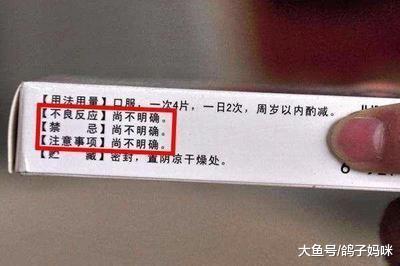 【用法用量】口服，一次4片，一日2次，周岁以内酌减。
【不良反应】尚不明确。
【禁　忌】尚不明确。
【注意事项】尚不明确。
【贮　藏】密封，置阴凉干燥处。
大鱼号/鸽子妈咪